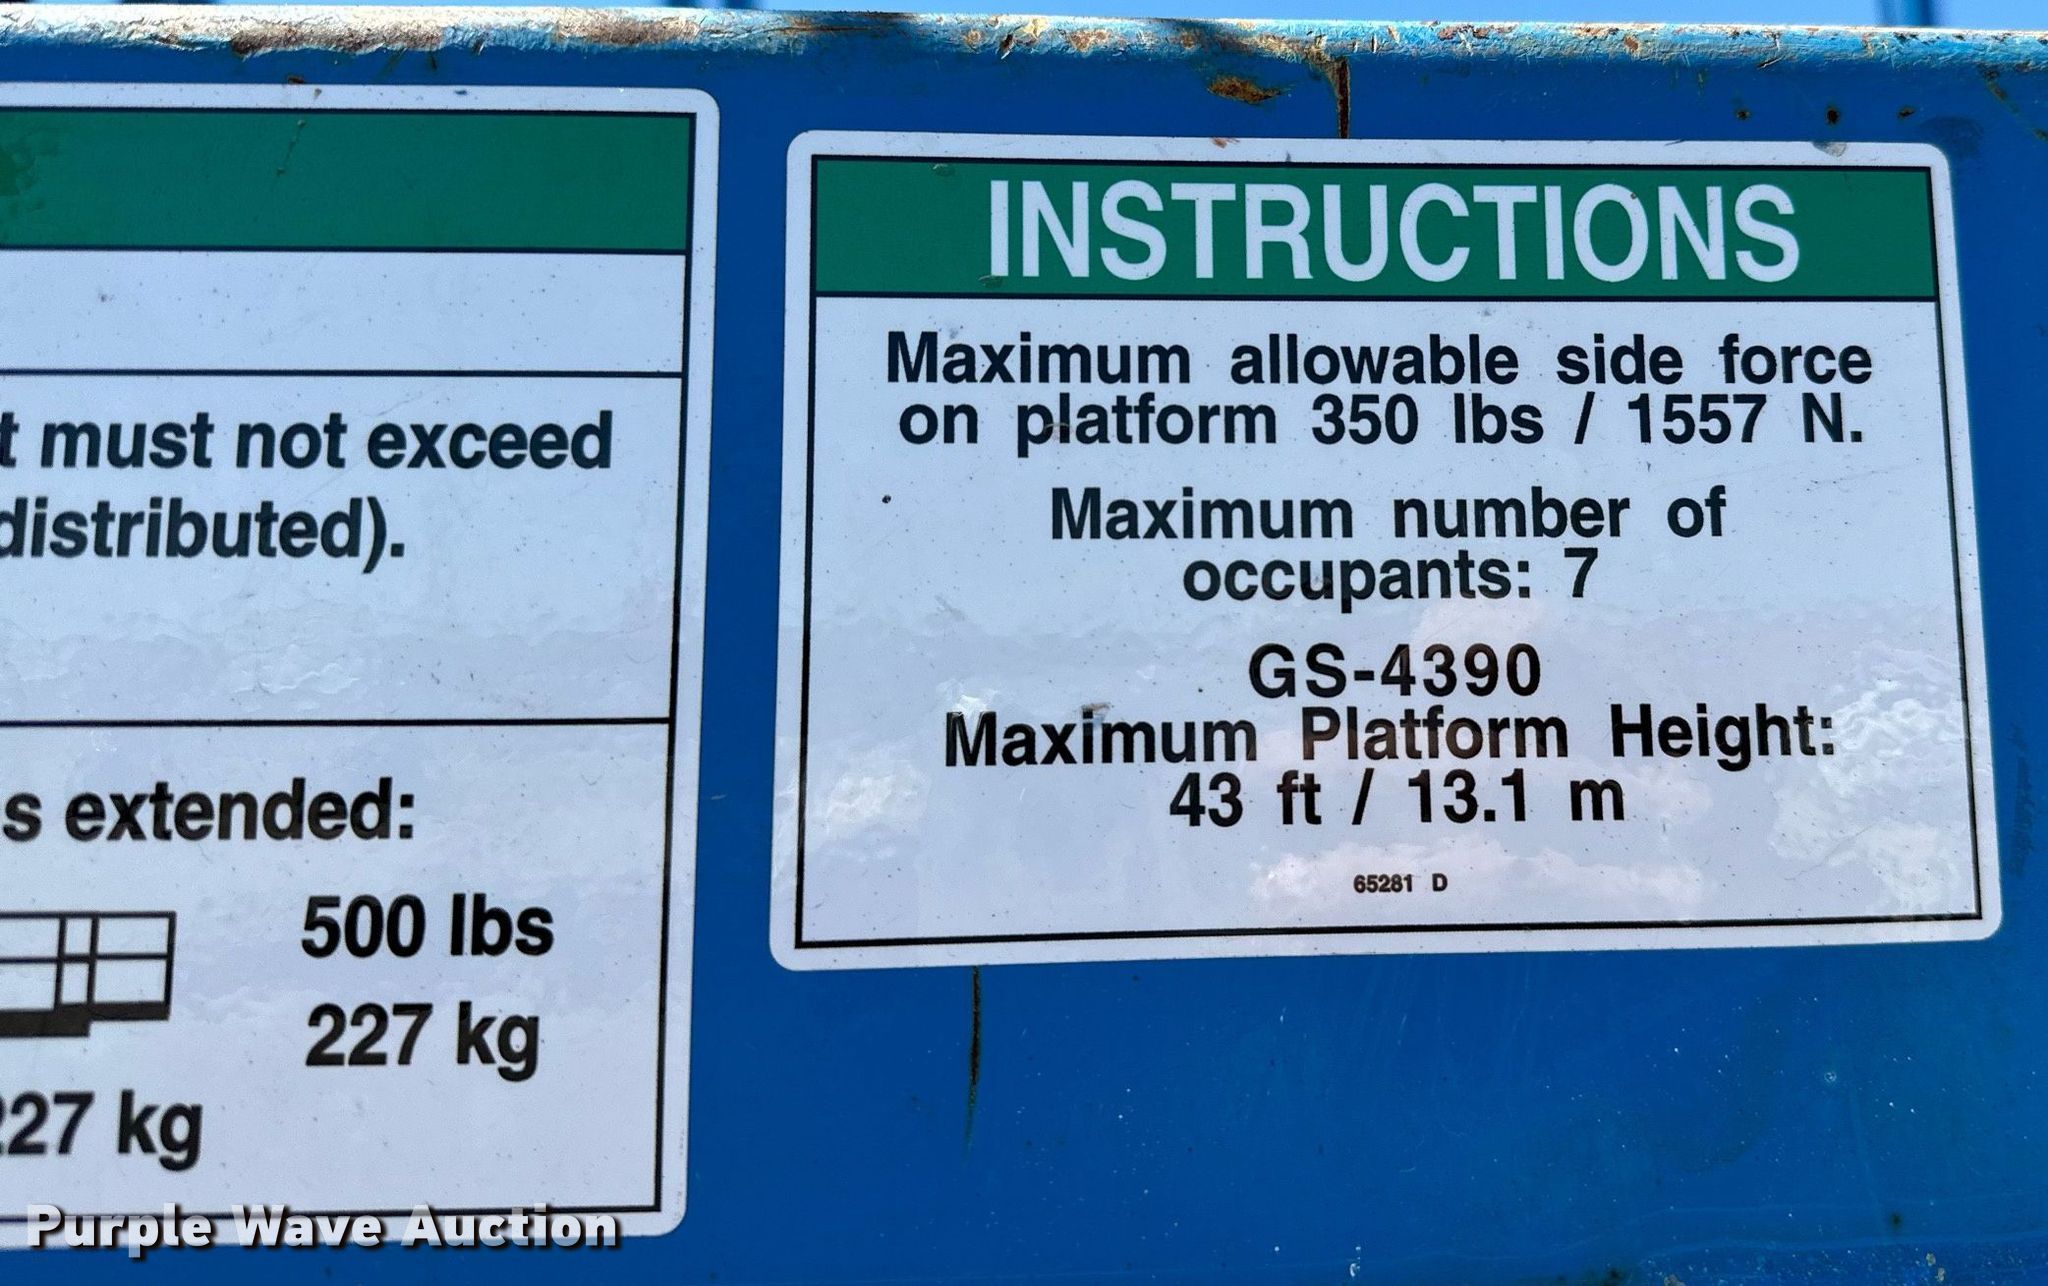 t must not exceed
distributed).
s extended:
500 lbs
227 kg
27 kg
INSTRUCTIONS
Maximum allowable side force
on platform 350 lbs / 1557 N.
Maximum number of
occupants: 7
GS-4390
Maximum Platform Height:
43 ft / 13.1 m
65281 D
Purple Wave Auction